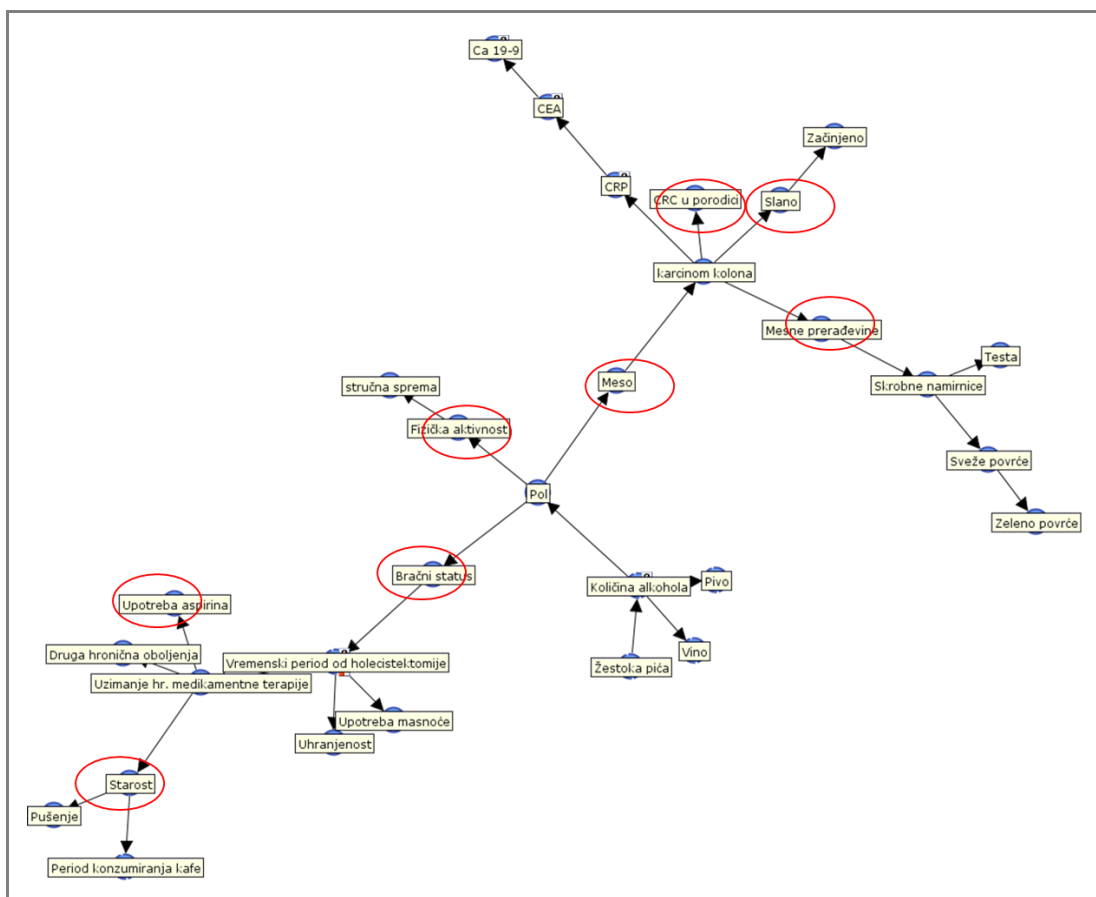 Ca 19-9
CEA
Začinjeno
CRP
CRC u porodici
Slano
karcinom kolona
Mesne prerađevine
Testa
Meso
Skrobne namirnice
stručna sprema
Fizička aktivnost
Sveže povrće
Pol
Zeleno povrće
Bračni status
Količina alkohola
Pivo
Upotreba aspirina
Druga hronična oboljenja
Vremenski period od holecistektomije
Vino
Žestoka pića
Uzimanje hr. medikamentne terapije
Upotreba masnoće
Uhranjenost
Starost
Pušenje
Period konzumiranja kafe